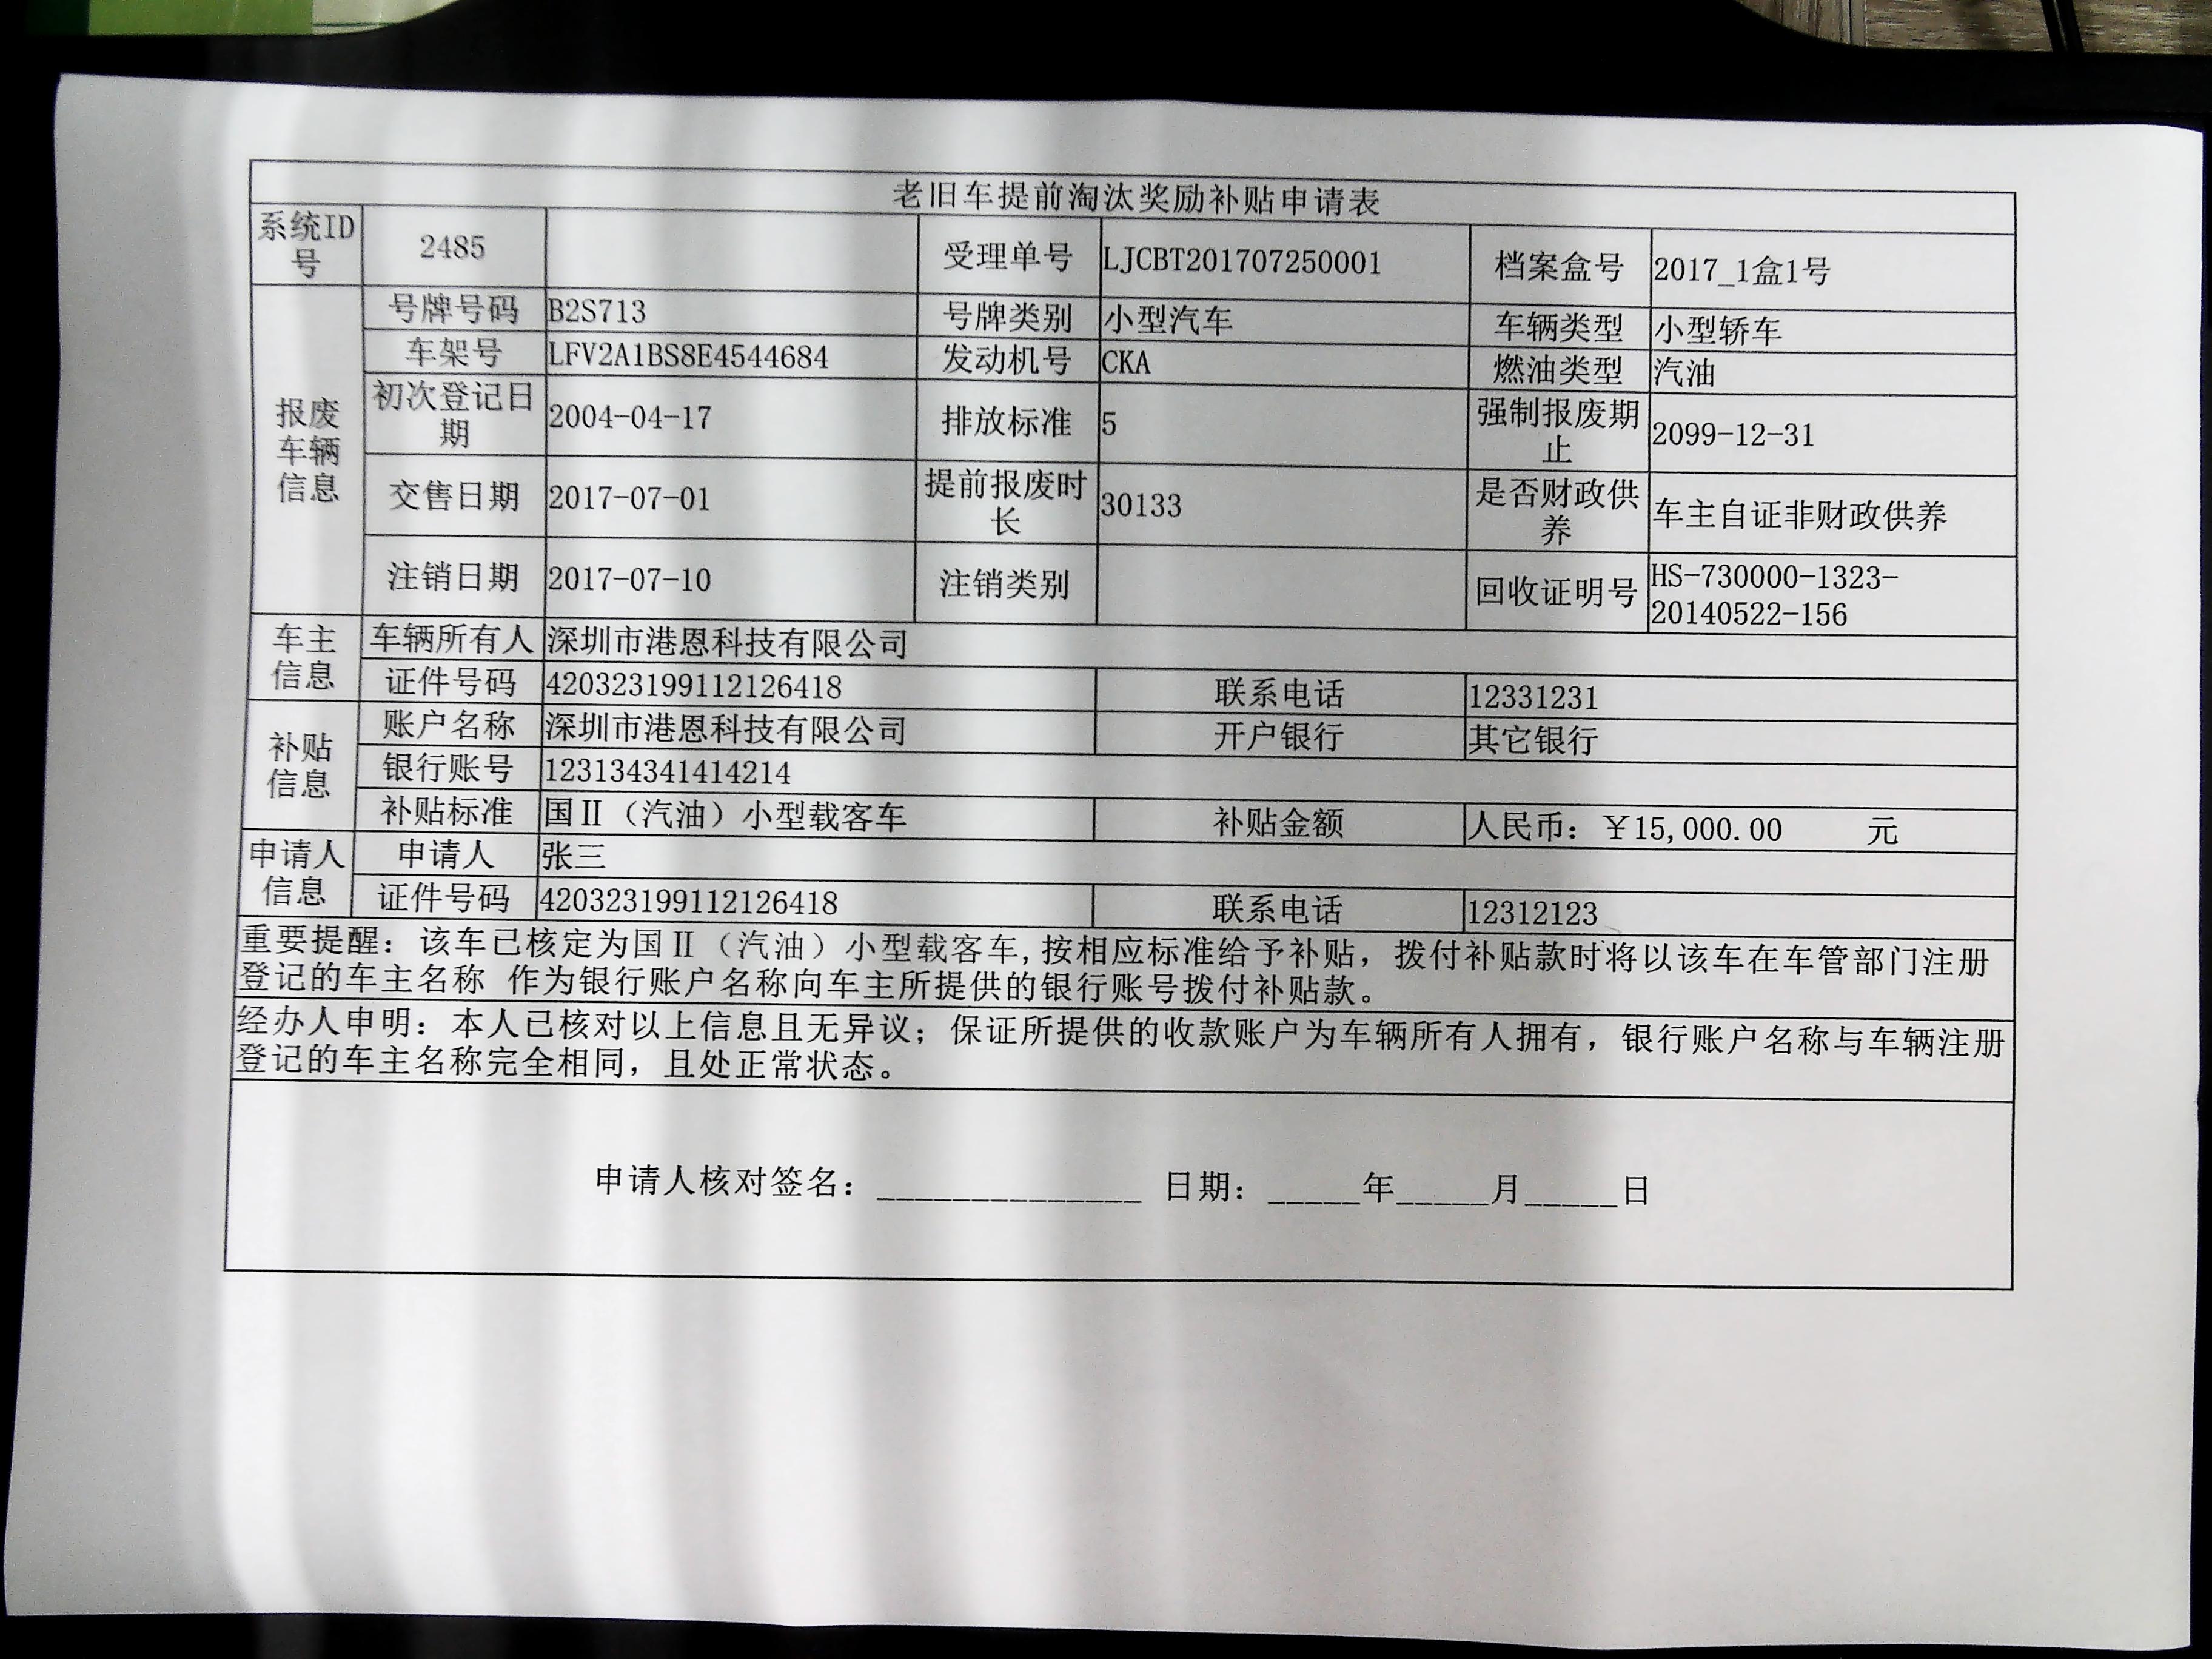 老旧车提前淘汰奖励补贴申请表
系统ID号 2485 受理单号 LJCBT201707250001 档案盒号 2017_1盒1号
报废车辆信息
号牌号码 B2S713 号牌类别 小型汽车 车辆类型 小型轿车
车架号 LFV2A1BS8E4544684 发动机号 CKA 燃油类型 汽油
初次登记日期 2004-04-17 排放标准 5 强制报废期止 2099-12-31
交售日期 2017-07-01 提前报废时长 30133 是否财政供养 车主自证非财政供养
注销日期 2017-07-10 注销类别 回收证明号 HS-730000-1323-20140522-156
车主信息
车辆所有人 深圳市港恩科技有限公司
证件号码 420323199112126418 联系电话 12331231
补贴信息
账户名称 深圳市港恩科技有限公司 开户银行 其它银行
银行账号 123134341414214
补贴标准 国Ⅱ（汽油）小型载客车 补贴金额 人民币：￥15,000.00 元
申请人信息
申请人 张三
证件号码 420323199112126418 联系电话 12312123
重要提醒：该车已核定为国Ⅱ（汽油）小型载客车,按相应标准给予补贴，拨付补贴款时将以该车在车管部门注册
登记的车主名称 作为银行账户名称向车主所提供的银行账号拨付补贴款。
经办人申明：本人已核对以上信息且无异议；保证所提供的收款账户为车辆所有人拥有，银行账户名称与车辆注册
登记的车主名称完全相同，且处正常状态。
申请人核对签名：______________ 日期：_____年_____月_____日